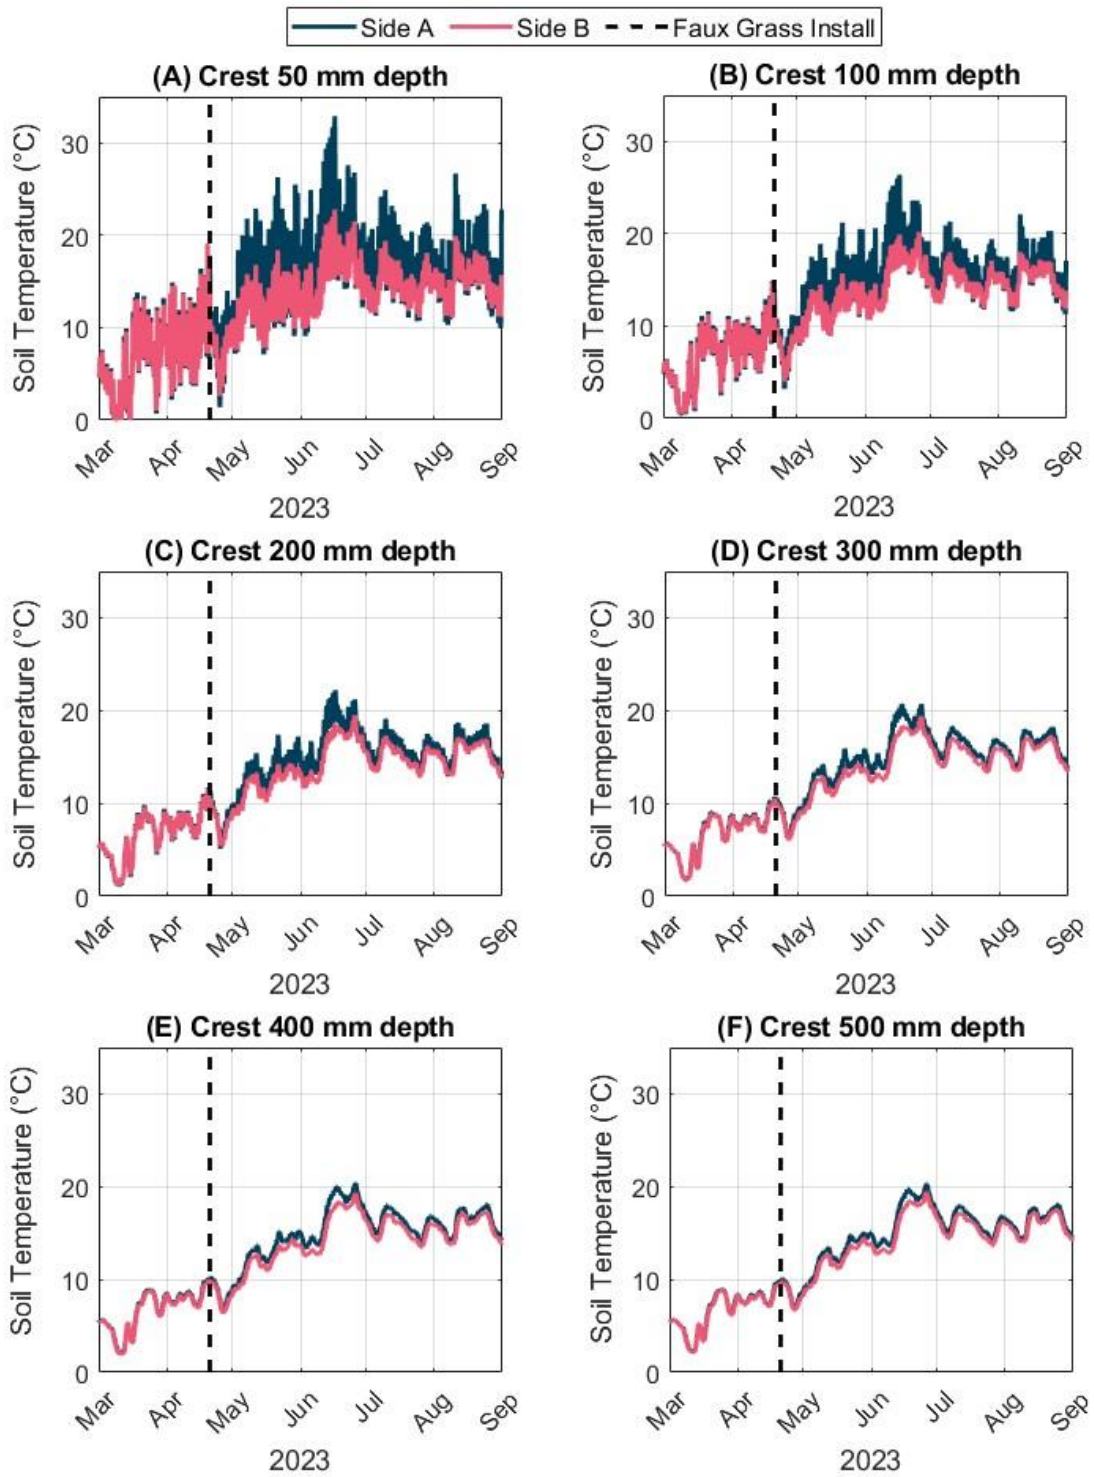 Side A Side B Faux Grass Install
(A) Crest 50 mm depth
Soil Temperature (°C)
30
20
10
0
Mar Apr May Jun Jul Aug Sep
2023
(B) Crest 100 mm depth
Soil Temperature (°C)
30
20
10
0
Mar Apr May Jun Jul Aug Sep
2023
(C) Crest 200 mm depth
Soil Temperature (°C)
30
20
10
0
Mar Apr May Jun Jul Aug Sep
2023
(D) Crest 300 mm depth
Soil Temperature (°C)
30
20
10
0
Mar Apr May Jun Jul Aug Sep
2023
(E) Crest 400 mm depth
Soil Temperature (°C)
30
20
10
0
Mar Apr May Jun Jul Aug Sep
2023
(F) Crest 500 mm depth
Soil Temperature (°C)
30
20
10
0
Mar Apr May Jun Jul Aug Sep
2023